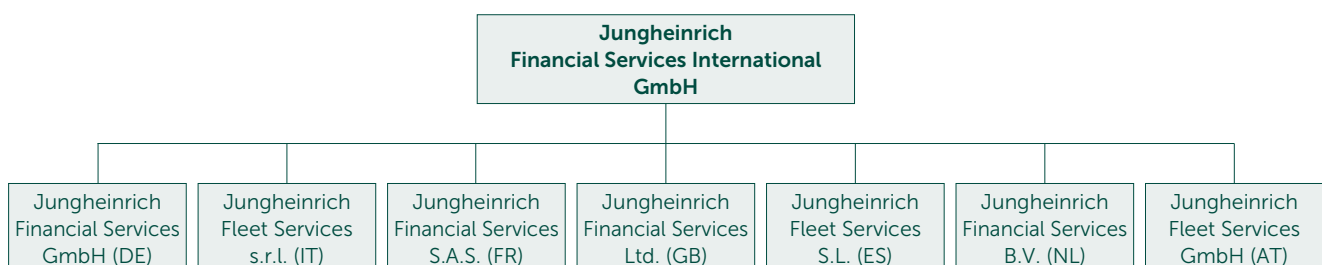 Jungheinrich
Financial Services International
GmbH
Jungheinrich
Financial Services
GmbH (DE)
Jungheinrich
Fleet Services
s.r.l. (IT)
Jungheinrich
Financial Services
S.A.S. (FR)
Jungheinrich
Financial Services
Ltd. (GB)
Jungheinrich
Fleet Services
S.L. (ES)
Jungheinrich
Financial Services
B.V. (NL)
Jungheinrich
Fleet Services
GmbH (AT)